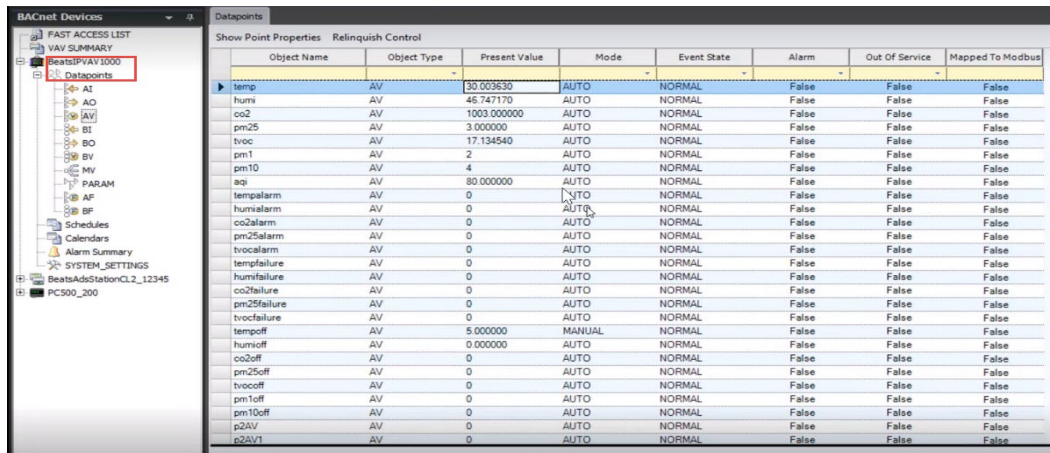 BACnet Devices
FAST ACCESS LIST
VAV SUMMARY
BeatsIPVAV1000
Datapoints
AI
AO
AV
BI
BO
BV
MV
PARAM
AF
BF
Schedules
Calendars
Alarm Summary
SYSTEM_SETTINGS
BeatsAdsStationCL2_12345
PC500_200
Datapoints
Show Point Properties Relinquish Control
Object Name Object Type Present Value Mode Event State Alarm Out Of Service Mapped To Modbus
temp AV 30.003630 AUTO NORMAL False False False
humi AV 46.747170 AUTO NORMAL False False False
co2 AV 1003.000000 AUTO NORMAL False False False
pm25 AV 3.000000 AUTO NORMAL False False False
tvoc AV 17.134540 AUTO NORMAL False False False
pm1 AV 2 AUTO NORMAL False False False
pm10 AV 4 AUTO NORMAL False False False
aqi AV 80.000000 AUTO NORMAL False False False
tempalarm AV 0 AUTO NORMAL False False False
humialarm AV 0 AUTO NORMAL False False False
co2alarm AV 0 AUTO NORMAL False False False
pm25alarm AV 0 AUTO NORMAL False False False
tvocalarm AV 0 AUTO NORMAL False False False
tempfailure AV 0 AUTO NORMAL False False False
humifailure AV 0 AUTO NORMAL False False False
co2failure AV 0 AUTO NORMAL False False False
pm25failure AV 0 AUTO NORMAL False False False
tvocfailure AV 0 AUTO NORMAL False False False
tempoff AV 5.000000 MANUAL NORMAL False False False
humioff AV 0.000000 AUTO NORMAL False False False
co2off AV 0 AUTO NORMAL False False False
pm25off AV 0 AUTO NORMAL False False False
tvocoff AV 0 AUTO NORMAL False False False
pm1off AV 0 AUTO NORMAL False False False
pm10off AV 0 AUTO NORMAL False False False
p2AV AV 0 AUTO NORMAL False False False
p2AV1 AV 0 AUTO NORMAL False False False